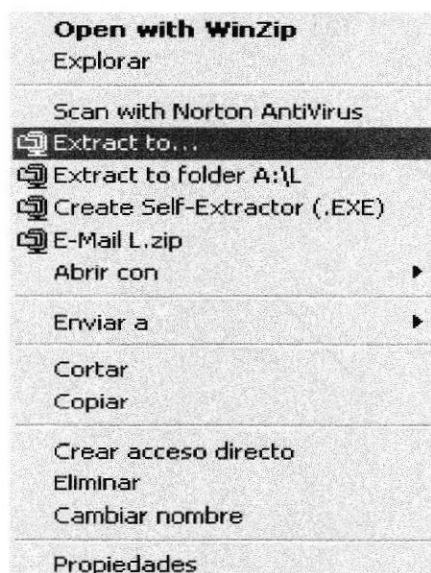 Open with WinZip
Explorar
Scan with Norton AntiVirus
Extract to...
Extract to folder A:\L
Create Self-Extractor (.EXE)
E-Mail L.zip
Abrir con
Enviar a
Cortar
Copiar
Crear acceso directo
Eliminar
Cambiar nombre
Propiedades